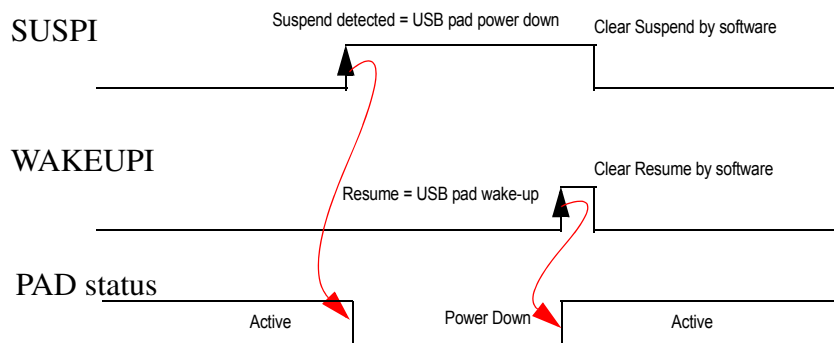 SUSPI
Suspend detected = USB pad power down
Clear Suspend by software
WAKEUPI
Resume = USB pad wake-up
Clear Resume by software
PAD status
Active
Power Down
Active